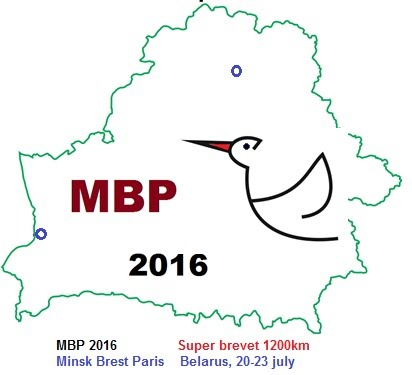 MBP
2016
MBP 2016 Super brevet 1200km
Minsk Brest Paris Belarus, 20-23 july